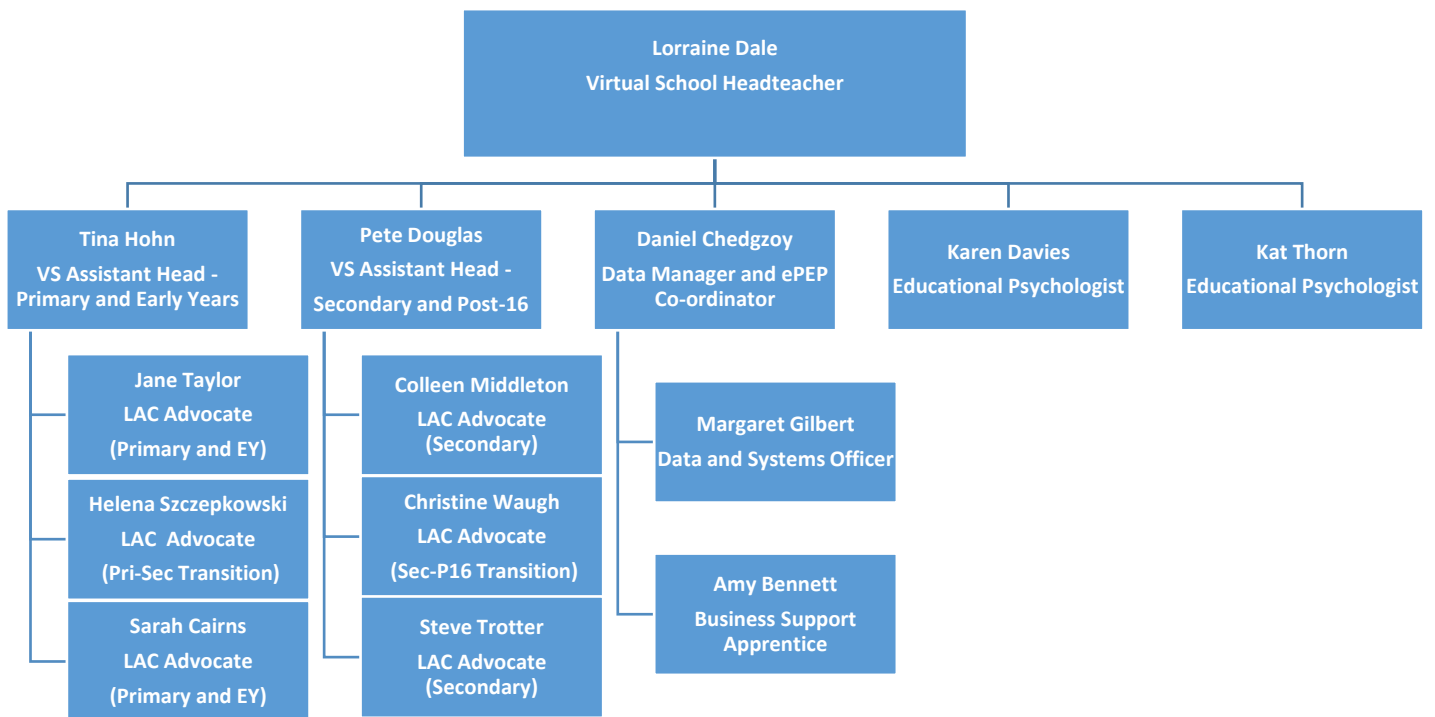 Lorraine Dale
Virtual School Headteacher
Tina Hohn
VS Assistant Head -
Primary and Early Years
Pete Douglas
VS Assistant Head -
Secondary and Post-16
Daniel Chedgzoy
Data Manager and ePEP
Co-ordinator
Karen Davies
Educational Psychologist
Kat Thorn
Educational Psychologist
Jane Taylor
LAC Advocate
(Primary and EY)
Helena Szczepkowski
LAC Advocate
(Pri-Sec Transition)
Sarah Cairns
LAC Advocate
(Primary and EY)
Colleen Middleton
LAC Advocate
(Secondary)
Christine Waugh
LAC Advocate
(Sec-P16 Transition)
Steve Trotter
LAC Advocate
(Secondary)
Margaret Gilbert
Data and Systems Officer
Amy Bennett
Business Support
Apprentice